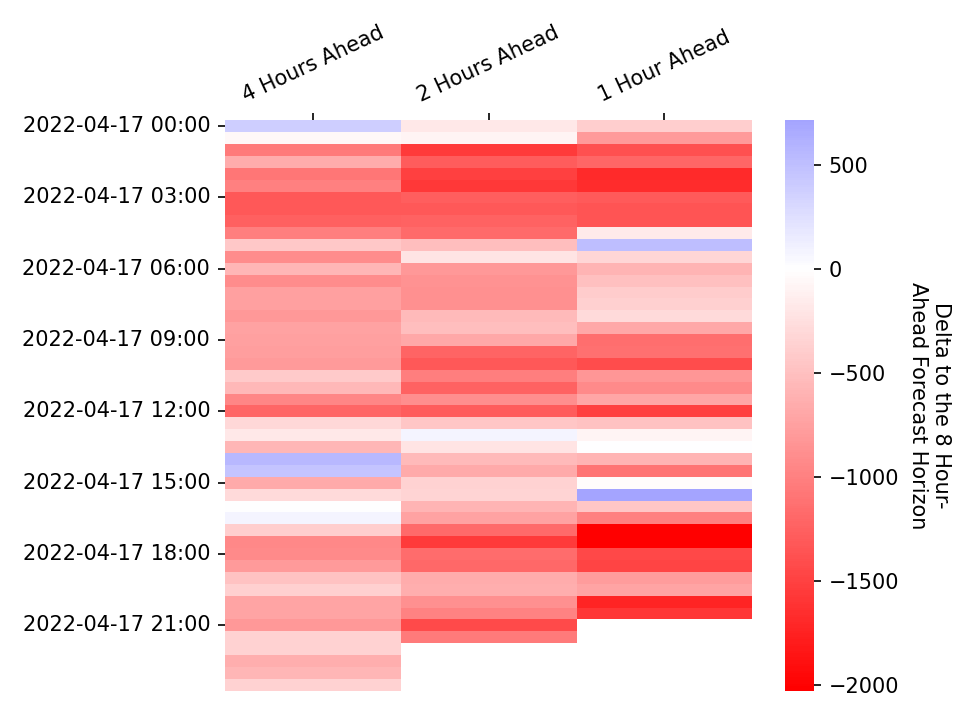 4 Hours Ahead
2 Hours Ahead
1 Hour Ahead
2022-04-17 00:00
2022-04-17 03:00
2022-04-17 06:00
2022-04-17 09:00
2022-04-17 12:00
2022-04-17 15:00
2022-04-17 18:00
2022-04-17 21:00
500
0
−500
−1000
−1500
−2000
Delta to the 8 Hour-
Ahead Forecast Horizon